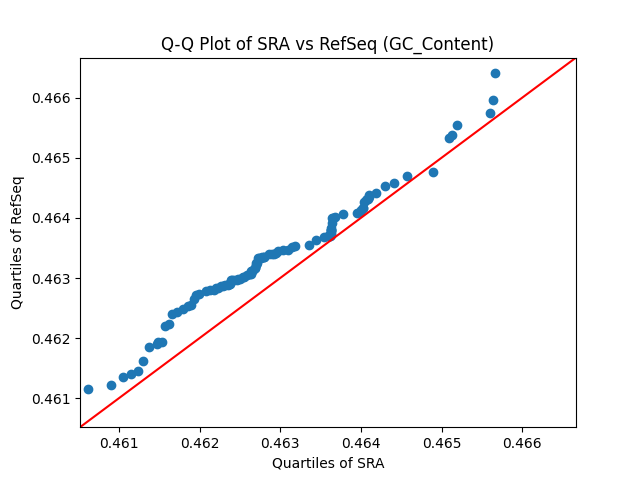 Q-Q Plot of SRA vs RefSeq (GC_Content)
Quartiles of RefSeq
0.466
0.465
0.464
0.463
0.462
0.461
0.461 0.462 0.463 0.464 0.465 0.466
Quartiles of SRA